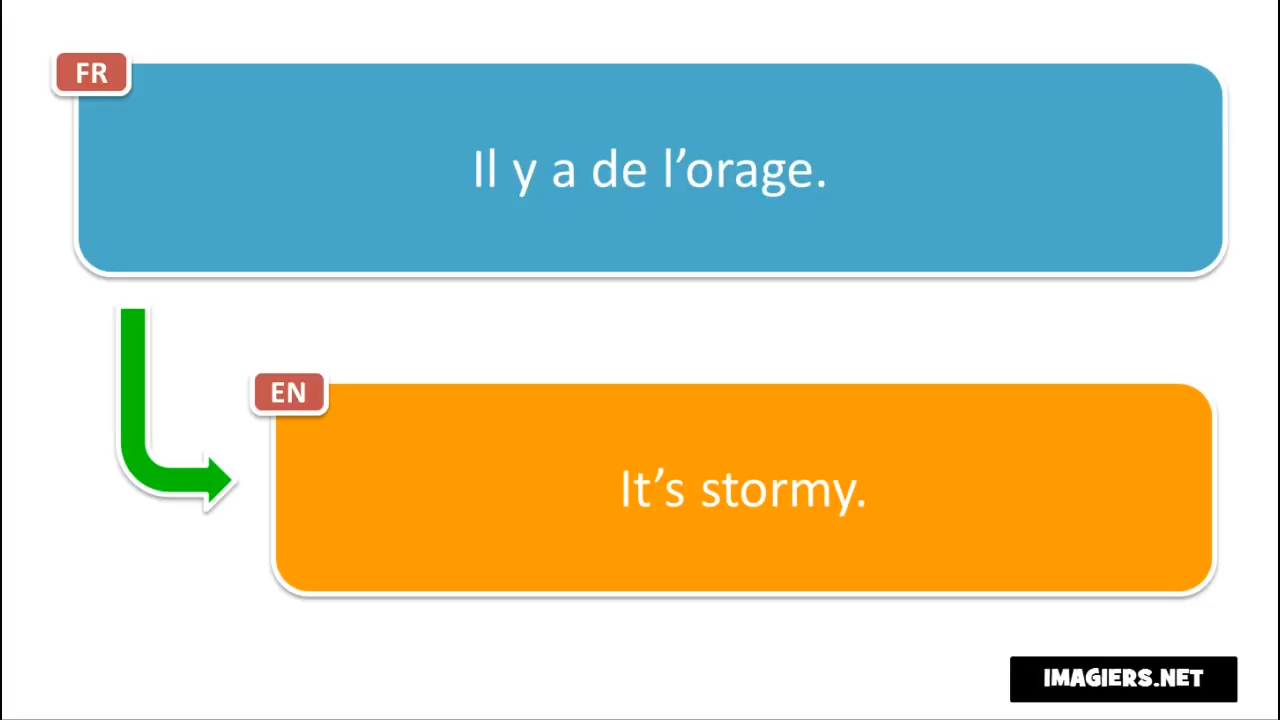 FR
Il y a de l’orage.
EN
It’s stormy.
IMAGIERS.NET